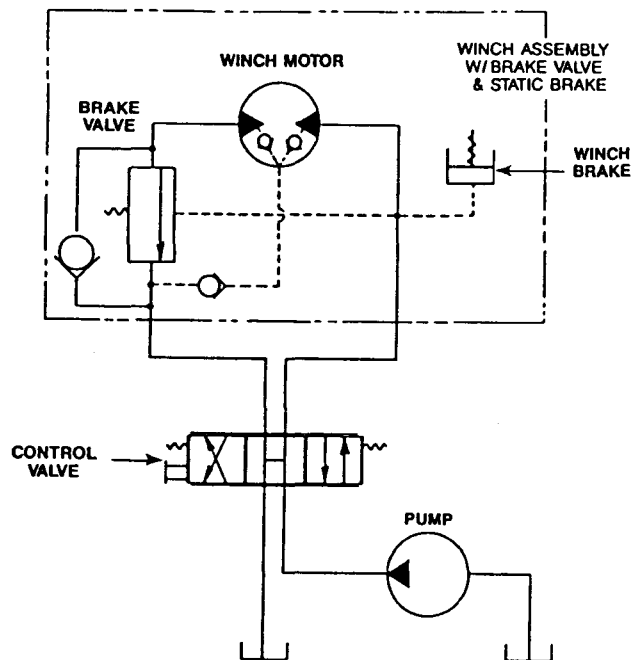 WINCH MOTOR
WINCH ASSEMBLY
W/ BRAKE VALVE
& STATIC BRAKE
BRAKE
VALVE
WINCH
BRAKE
CONTROL
VALVE
PUMP